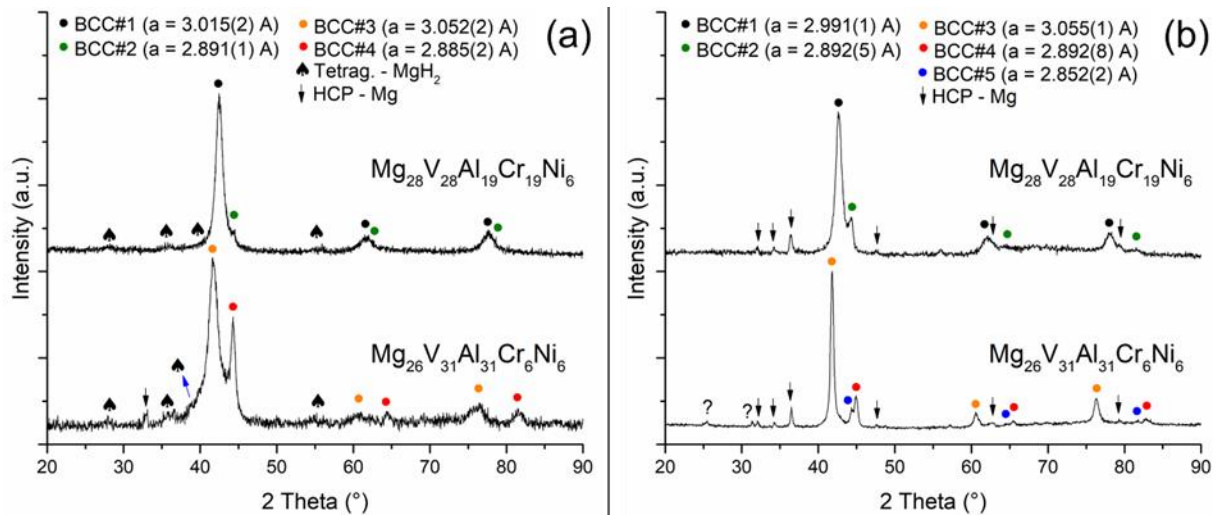 BCC#1 (a = 3.015(2) A)
BCC#2 (a = 2.891(1) A)
BCC#3 (a = 3.052(2) A)
BCC#4 (a = 2.885(2) A)
Tetrag. - MgH₂
HCP - Mg
(a)
Mg₂₈V₂₈Al₁₉Cr₁₉Ni₆
Mg₂₆V₃₁Al₃₁Cr₆Ni₆
Intensity (a.u.)
20 30 40 50 60 70 80 90
2 Theta (°)
BCC#1 (a = 2.991(1) A)
BCC#2 (a = 2.892(5) A)
BCC#3 (a = 3.055(1) A)
BCC#4 (a = 2.892(8) A)
BCC#5 (a = 2.852(2) A)
HCP - Mg
(b)
Mg₂₈V₂₈Al₁₉Cr₁₉Ni₆
Mg₂₆V₃₁Al₃₁Cr₆Ni₆
? ?
Intensity (a.u.)
20 30 40 50 60 70 80 90
2 Theta (°)